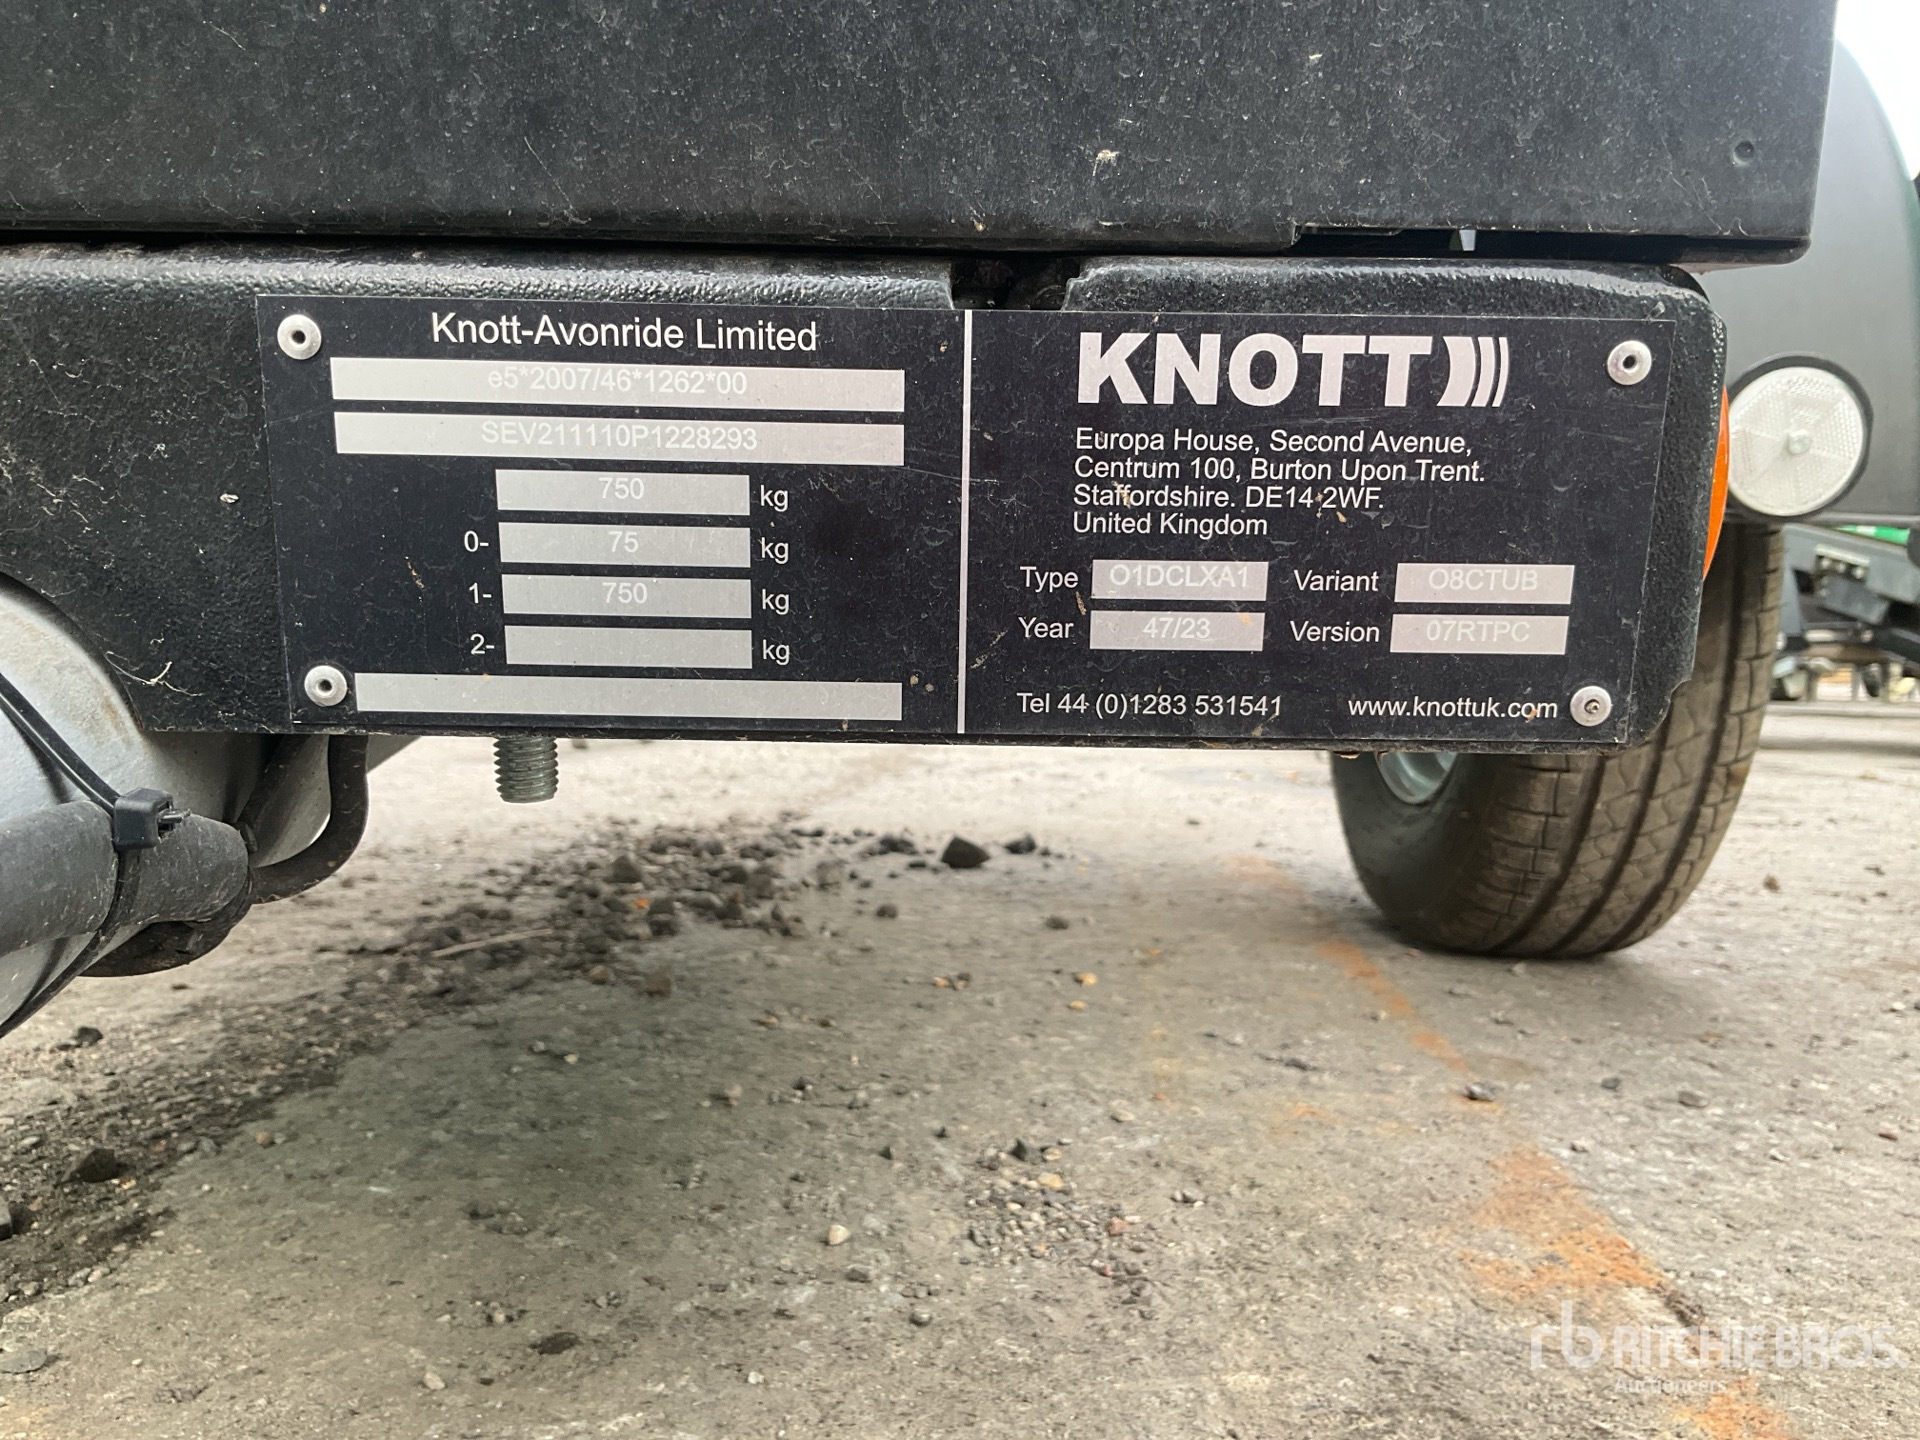 Knott-Avonride Limited
e5*2007/46*1262*00
SEV211110P1228293
750 kg
0- 75 kg
1- 750 kg
2- kg
KNOTT
Europa House, Second Avenue,
Centrum 100, Burton Upon Trent.
Staffordshire. DE14 2WF.
United Kingdom
Type O1DCLXA1 Variant O8CTUB
Year 47/23 Version 07RTPC
Tel 44 (0)1283 531541 www.knottuk.com
rb RITCHIE BROS.
Auctioneers